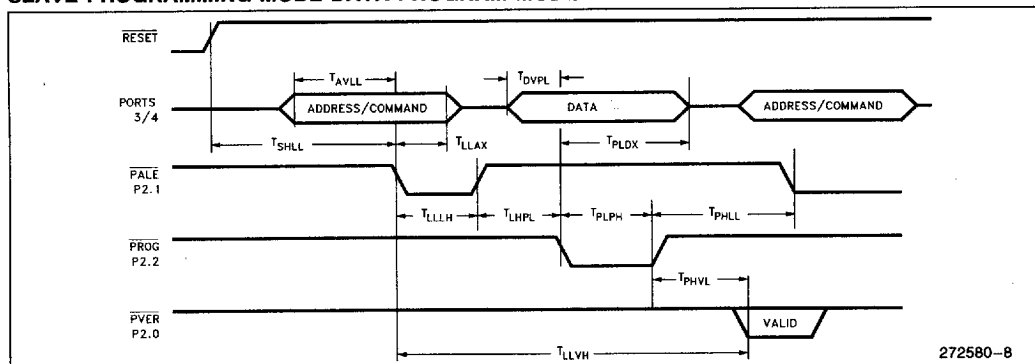 SLAVE PROGRAMMING MODE DATA PROGRAM MODE
RESET
T_AVLL
T_DVPL
PORTS
3/4
ADDRESS/COMMAND
DATA
ADDRESS/COMMAND
T_SHLL
T_LLAX
T_PLDX
PALE
P2.1
T_LLLH
T_LHPL
T_PLPH
T_PHLL
PROG
P2.2
T_PHVL
PVER
P2.0
VALID
T_LLVH
272580-8